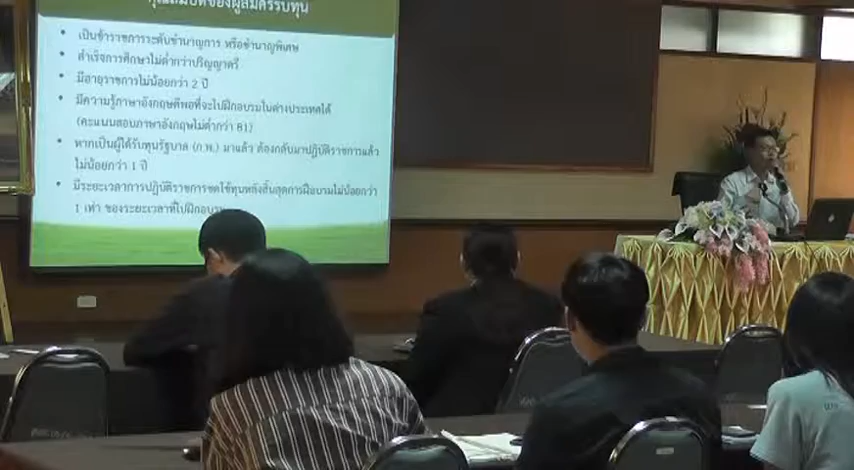 คุณสมบัติของผู้สมัครรับทุน
• เป็นข้าราชการระดับชำนาญการ หรือชำนาญพิเศษ
• สำเร็จการศึกษาไม่ต่ำกว่าปริญญาตรี
• มีอายุราชการไม่น้อยกว่า 2 ปี
• มีความรู้ภาษาอังกฤษดีพอที่จะไปฝึกอบรมในต่างประเทศได้
(คะแนนสอบภาษาอังกฤษไม่ต่ำกว่า 81)
• หากเป็นผู้ได้รับทุนรัฐบาล (ก.พ.) มาแล้ว ต้องกลับมาปฏิบัติราชการแล้ว
ไม่น้อยกว่า 1 ปี
• มีระยะเวลาการปฏิบัติราชการชดใช้ทุนหลังสิ้นสุดการฝึกอบรมไม่น้อยกว่า
1 เท่า ของระยะเวลาที่ไปฝึกอบรม